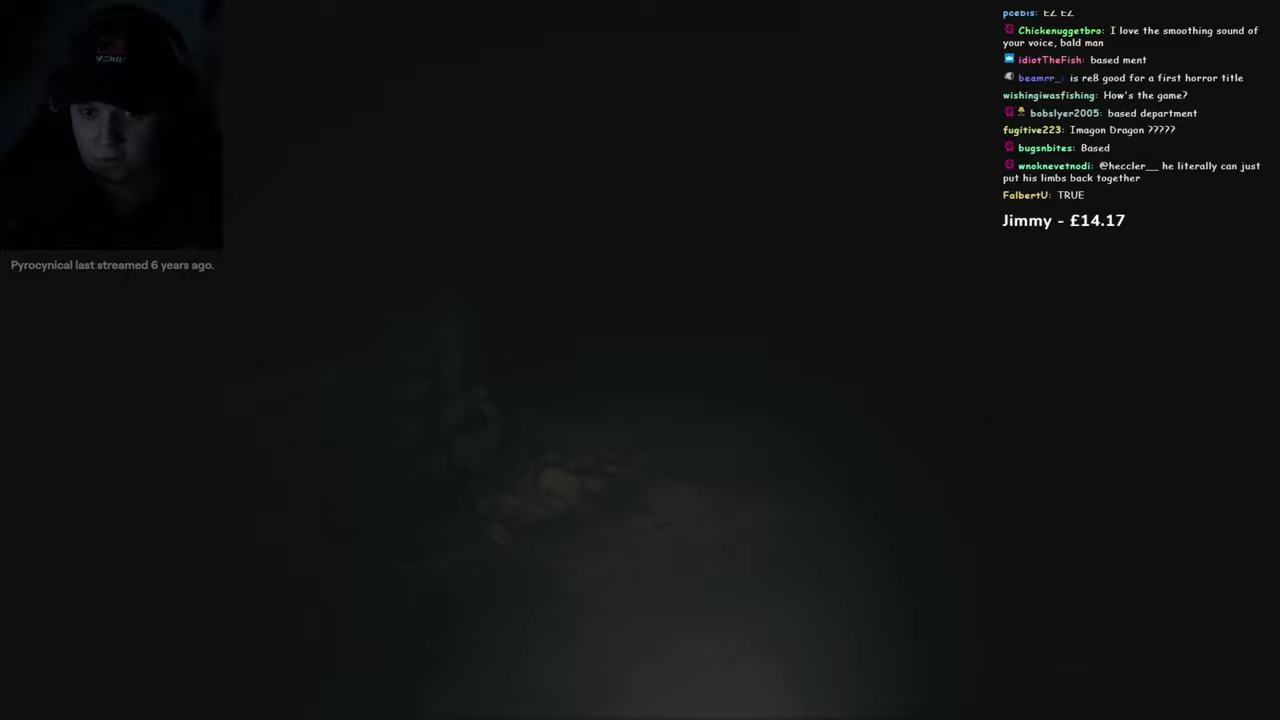 pcebis: EZ EZ
Chickenuggetbro: I love the smoothing sound of
your voice, bald man
idiotTheFish: based ment
beamrr_: is re8 good for a first horror title
wishingiwasfishing: How's the game?
bobslyer2005: based department
fugitive223: Imagon Dragon ?????
bugsnbites: Based
wnoknevetnodi: @heccler__ he literally can just
put his limbs back together
FalbertU: TRUE
Jimmy - £14.17
Pyrocynical last streamed 6 years ago.